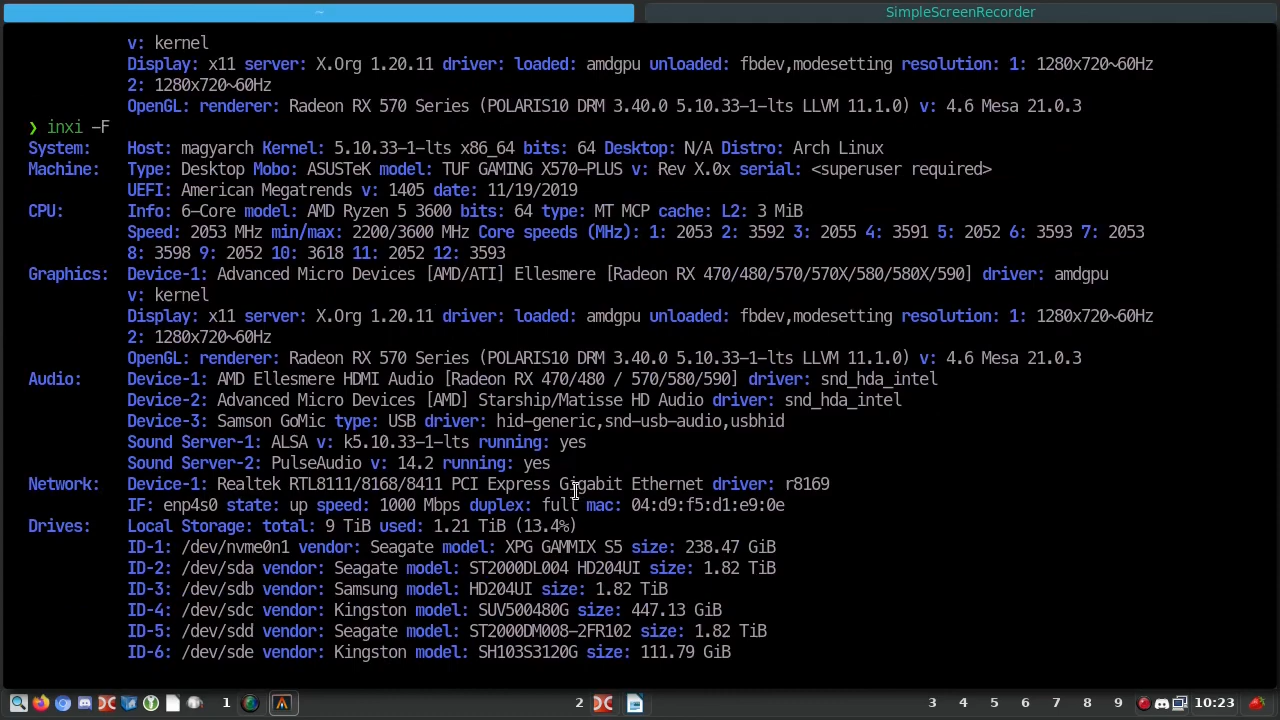 ~
SimpleScreenRecorder
v: kernel
Display: x11 server: X.Org 1.20.11 driver: loaded: amdgpu unloaded: fbdev,modesetting resolution: 1: 1280x720~60Hz
2: 1280x720~60Hz
OpenGL: renderer: Radeon RX 570 Series (POLARIS10 DRM 3.40.0 5.10.33-1-lts LLVM 11.1.0) v: 4.6 Mesa 21.0.3
❯ inxi -F
System: Host: magyarch Kernel: 5.10.33-1-lts x86_64 bits: 64 Desktop: N/A Distro: Arch Linux
Machine: Type: Desktop Mobo: ASUSTeK model: TUF GAMING X570-PLUS v: Rev X.0x serial: <superuser required>
UEFI: American Megatrends v: 1405 date: 11/19/2019
CPU: Info: 6-Core model: AMD Ryzen 5 3600 bits: 64 type: MT MCP cache: L2: 3 MiB
Speed: 2053 MHz min/max: 2200/3600 MHz Core speeds (MHz): 1: 2053 2: 3592 3: 2055 4: 3591 5: 2052 6: 3593 7: 2053
8: 3598 9: 2052 10: 3618 11: 2052 12: 3593
Graphics: Device-1: Advanced Micro Devices [AMD/ATI] Ellesmere [Radeon RX 470/480/570/570X/580/580X/590] driver: amdgpu
v: kernel
Display: x11 server: X.Org 1.20.11 driver: loaded: amdgpu unloaded: fbdev,modesetting resolution: 1: 1280x720~60Hz
2: 1280x720~60Hz
OpenGL: renderer: Radeon RX 570 Series (POLARIS10 DRM 3.40.0 5.10.33-1-lts LLVM 11.1.0) v: 4.6 Mesa 21.0.3
Audio: Device-1: AMD Ellesmere HDMI Audio [Radeon RX 470/480 / 570/580/590] driver: snd_hda_intel
Device-2: Advanced Micro Devices [AMD] Starship/Matisse HD Audio driver: snd_hda_intel
Device-3: Samson GoMic type: USB driver: hid-generic,snd-usb-audio,usbhid
Sound Server-1: ALSA v: k5.10.33-1-lts running: yes
Sound Server-2: PulseAudio v: 14.2 running: yes
Network: Device-1: Realtek RTL8111/8168/8411 PCI Express Gigabit Ethernet driver: r8169
IF: enp4s0 state: up speed: 1000 Mbps duplex: full mac: 04:d9:f5:d1:e9:0e
Drives: Local Storage: total: 9 TiB used: 1.21 TiB (13.4%)
ID-1: /dev/nvme0n1 vendor: Seagate model: XPG GAMMIX S5 size: 238.47 GiB
ID-2: /dev/sda vendor: Seagate model: ST2000DL004 HD204UI size: 1.82 TiB
ID-3: /dev/sdb vendor: Samsung model: HD204UI size: 1.82 TiB
ID-4: /dev/sdc vendor: Kingston model: SUV500480G size: 447.13 GiB
ID-5: /dev/sdd vendor: Seagate model: ST2000DM008-2FR102 size: 1.82 TiB
ID-6: /dev/sde vendor: Kingston model: SH103S3120G size: 111.79 GiB
1 2 3 4 5 6 7 8 9 10:23